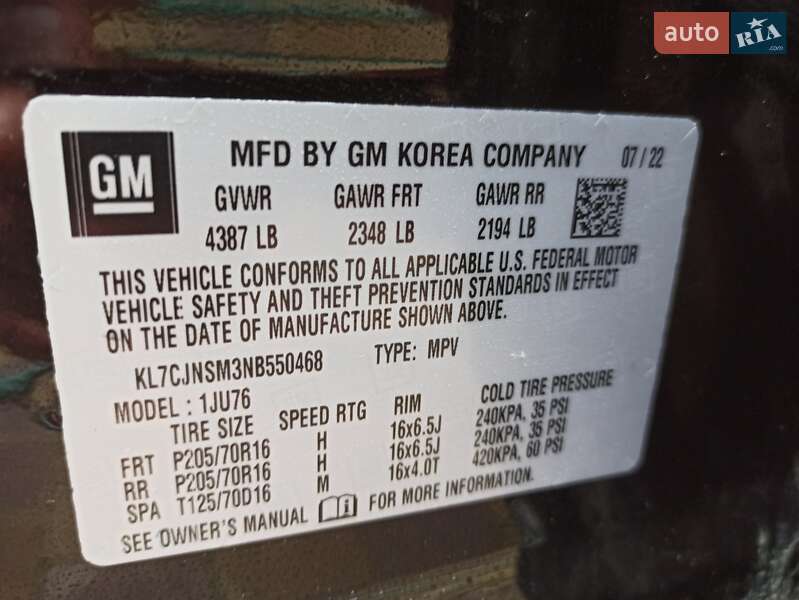 auto RIA.com
GM MFD BY GM KOREA COMPANY 07/22
GVWR GAWR FRT GAWR RR
4387 LB 2348 LB 2194 LB
THIS VEHICLE CONFORMS TO ALL APPLICABLE U.S. FEDERAL MOTOR
VEHICLE SAFETY AND THEFT PREVENTION STANDARDS IN EFFECT
ON THE DATE OF MANUFACTURE SHOWN ABOVE.
KL7CJNSM3NB550468 TYPE: MPV
MODEL : 1JU76
TIRE SIZE SPEED RTG RIM COLD TIRE PRESSURE
FRT P205/70R16 H 16x6.5J 240KPA, 35 PSI
RR P205/70R16 H 16x6.5J 240KPA, 35 PSI
SPA T125/70D16 M 16x4.0T 420KPA, 60 PSI
SEE OWNER'S MANUAL FOR MORE INFORMATION.